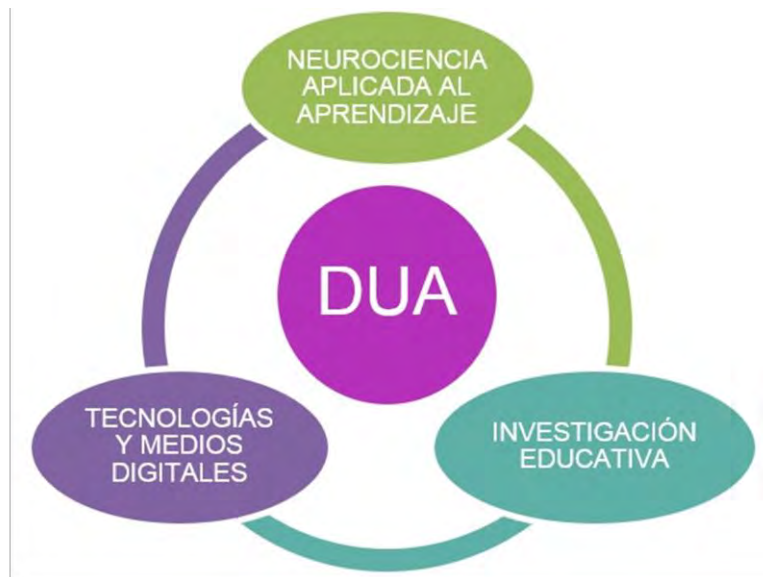 NEUROCIENCIA
APLICADA AL
APRENDIZAJE
DUA
TECNOLOGÍAS
Y MEDIOS
DIGITALES
INVESTIGACIÓN
EDUCATIVA